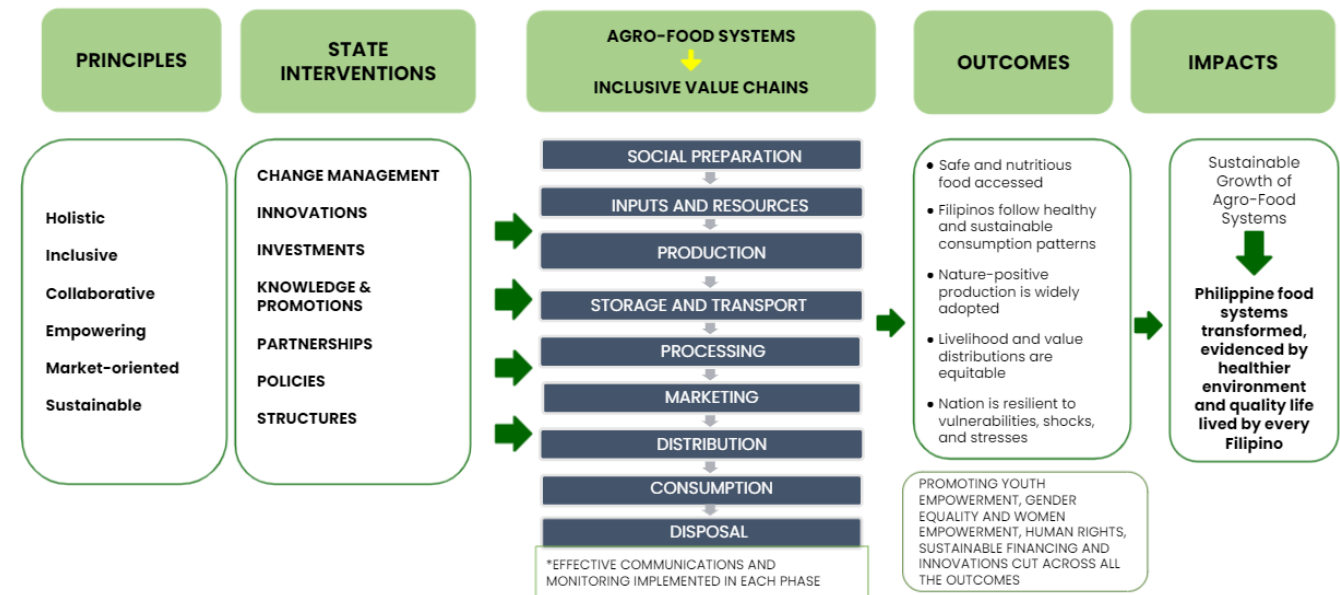 PRINCIPLES
STATE
INTERVENTIONS
AGRO-FOOD SYSTEMS
INCLUSIVE VALUE CHAINS
OUTCOMES
IMPACTS
Holistic
Inclusive
Collaborative
Empowering
Market-oriented
Sustainable
CHANGE MANAGEMENT
INNOVATIONS
INVESTMENTS
KNOWLEDGE &
PROMOTIONS
PARTNERSHIPS
POLICIES
STRUCTURES
SOCIAL PREPARATION
INPUTS AND RESOURCES
PRODUCTION
STORAGE AND TRANSPORT
PROCESSING
MARKETING
DISTRIBUTION
CONSUMPTION
DISPOSAL
*EFFECTIVE COMMUNICATIONS AND
MONITORING IMPLEMENTED IN EACH PHASE
• Safe and nutritious
food accessed
• Filipinos follow healthy
and sustainable
consumption patterns
• Nature-positive
production is widely
adopted
• Livelihood and value
distributions are
equitable
• Nation is resilient to
vulnerabilities, shocks,
and stresses
PROMOTING YOUTH
EMPOWERMENT, GENDER
EQUALITY AND WOMEN
EMPOWERMENT, HUMAN RIGHTS,
SUSTAINABLE FINANCING AND
INNOVATIONS CUT ACROSS ALL
THE OUTCOMES
Sustainable
Growth of
Agro-Food
Systems
Philippine food
systems
transformed,
evidenced by
healthier
environment
and quality life
lived by every
Filipino